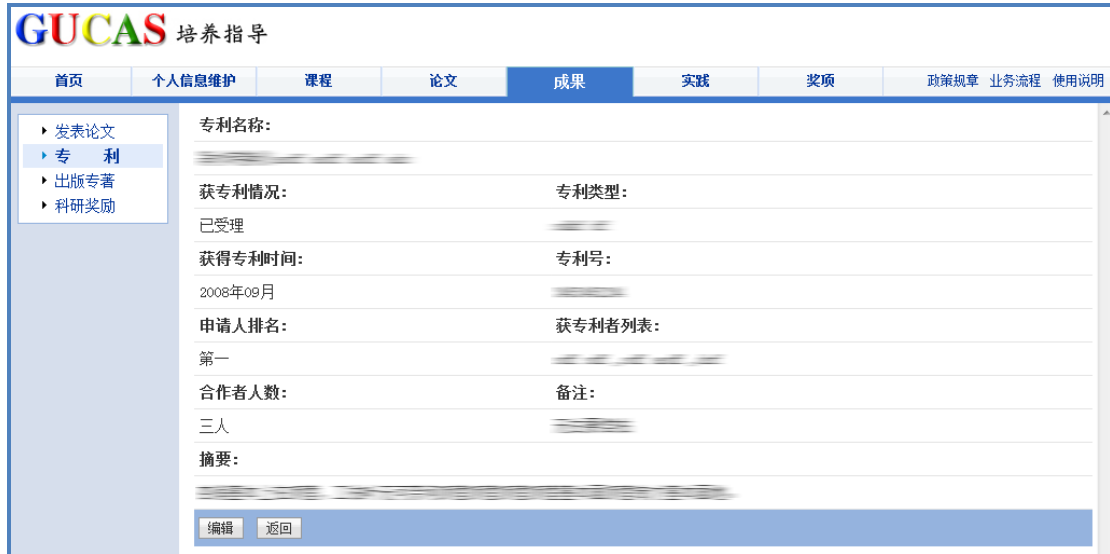 GUCAS 培养指导
首页 个人信息维护 课程 论文 成果 实践 奖项 政策规章 业务流程 使用说明
发表论文
专 利
出版专著
科研奖励
专利名称：
获专利情况： 专利类型：
已受理
获得专利时间： 专利号：
2008年09月
申请人排名： 获专利者列表：
第一
合作者人数： 备注：
三人
摘要：
编辑 返回